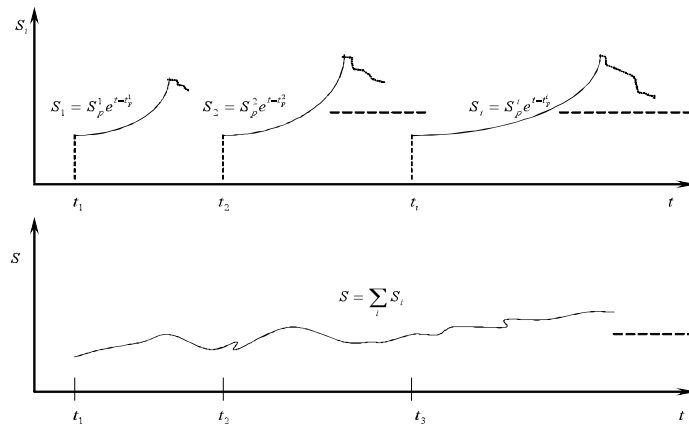 S_i
S_1 = S_p^1 e^{t-t_p^1} S_2 = S_p^2 e^{t-t_p^2} S_i = S_p^i e^{t-t_p^i}
t_1 t_2 t_i t
S
S = ∑_i S_i
t_1 t_2 t_3 t